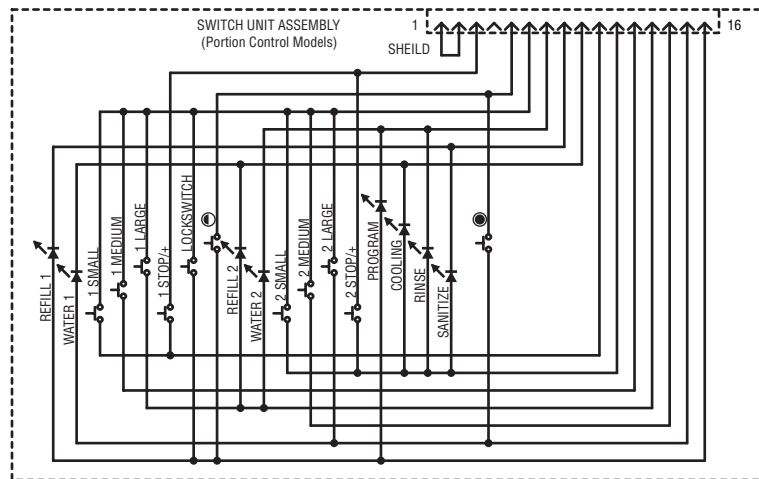 SWITCH UNIT ASSEMBLY
(Portion Control Models)
1
16
SHEILD
REFILL 1
WATER 1
1 SMALL
1 MEDIUM
1 LARGE
1 STOP/+
LOCKSWITCH
REFILL 2
WATER 2
2 SMALL
2 MEDIUM
2 LARGE
2 STOP/+
PROGRAM
COOLING
RINSE
SANITIZE